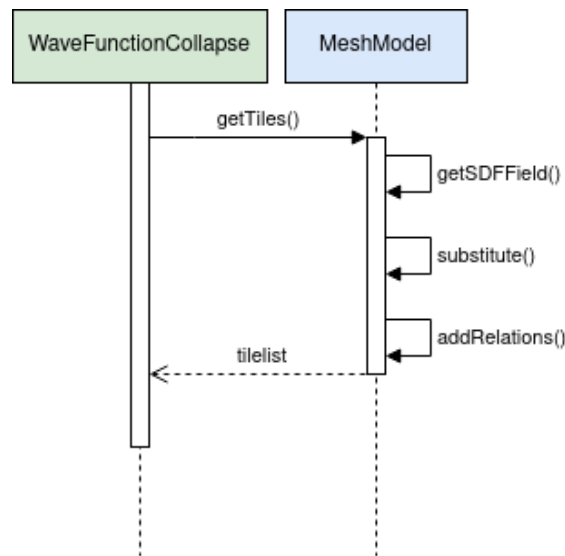 WaveFunctionCollapse
MeshModel
getTiles()
getSDFField()
substitute()
addRelations()
tilelist